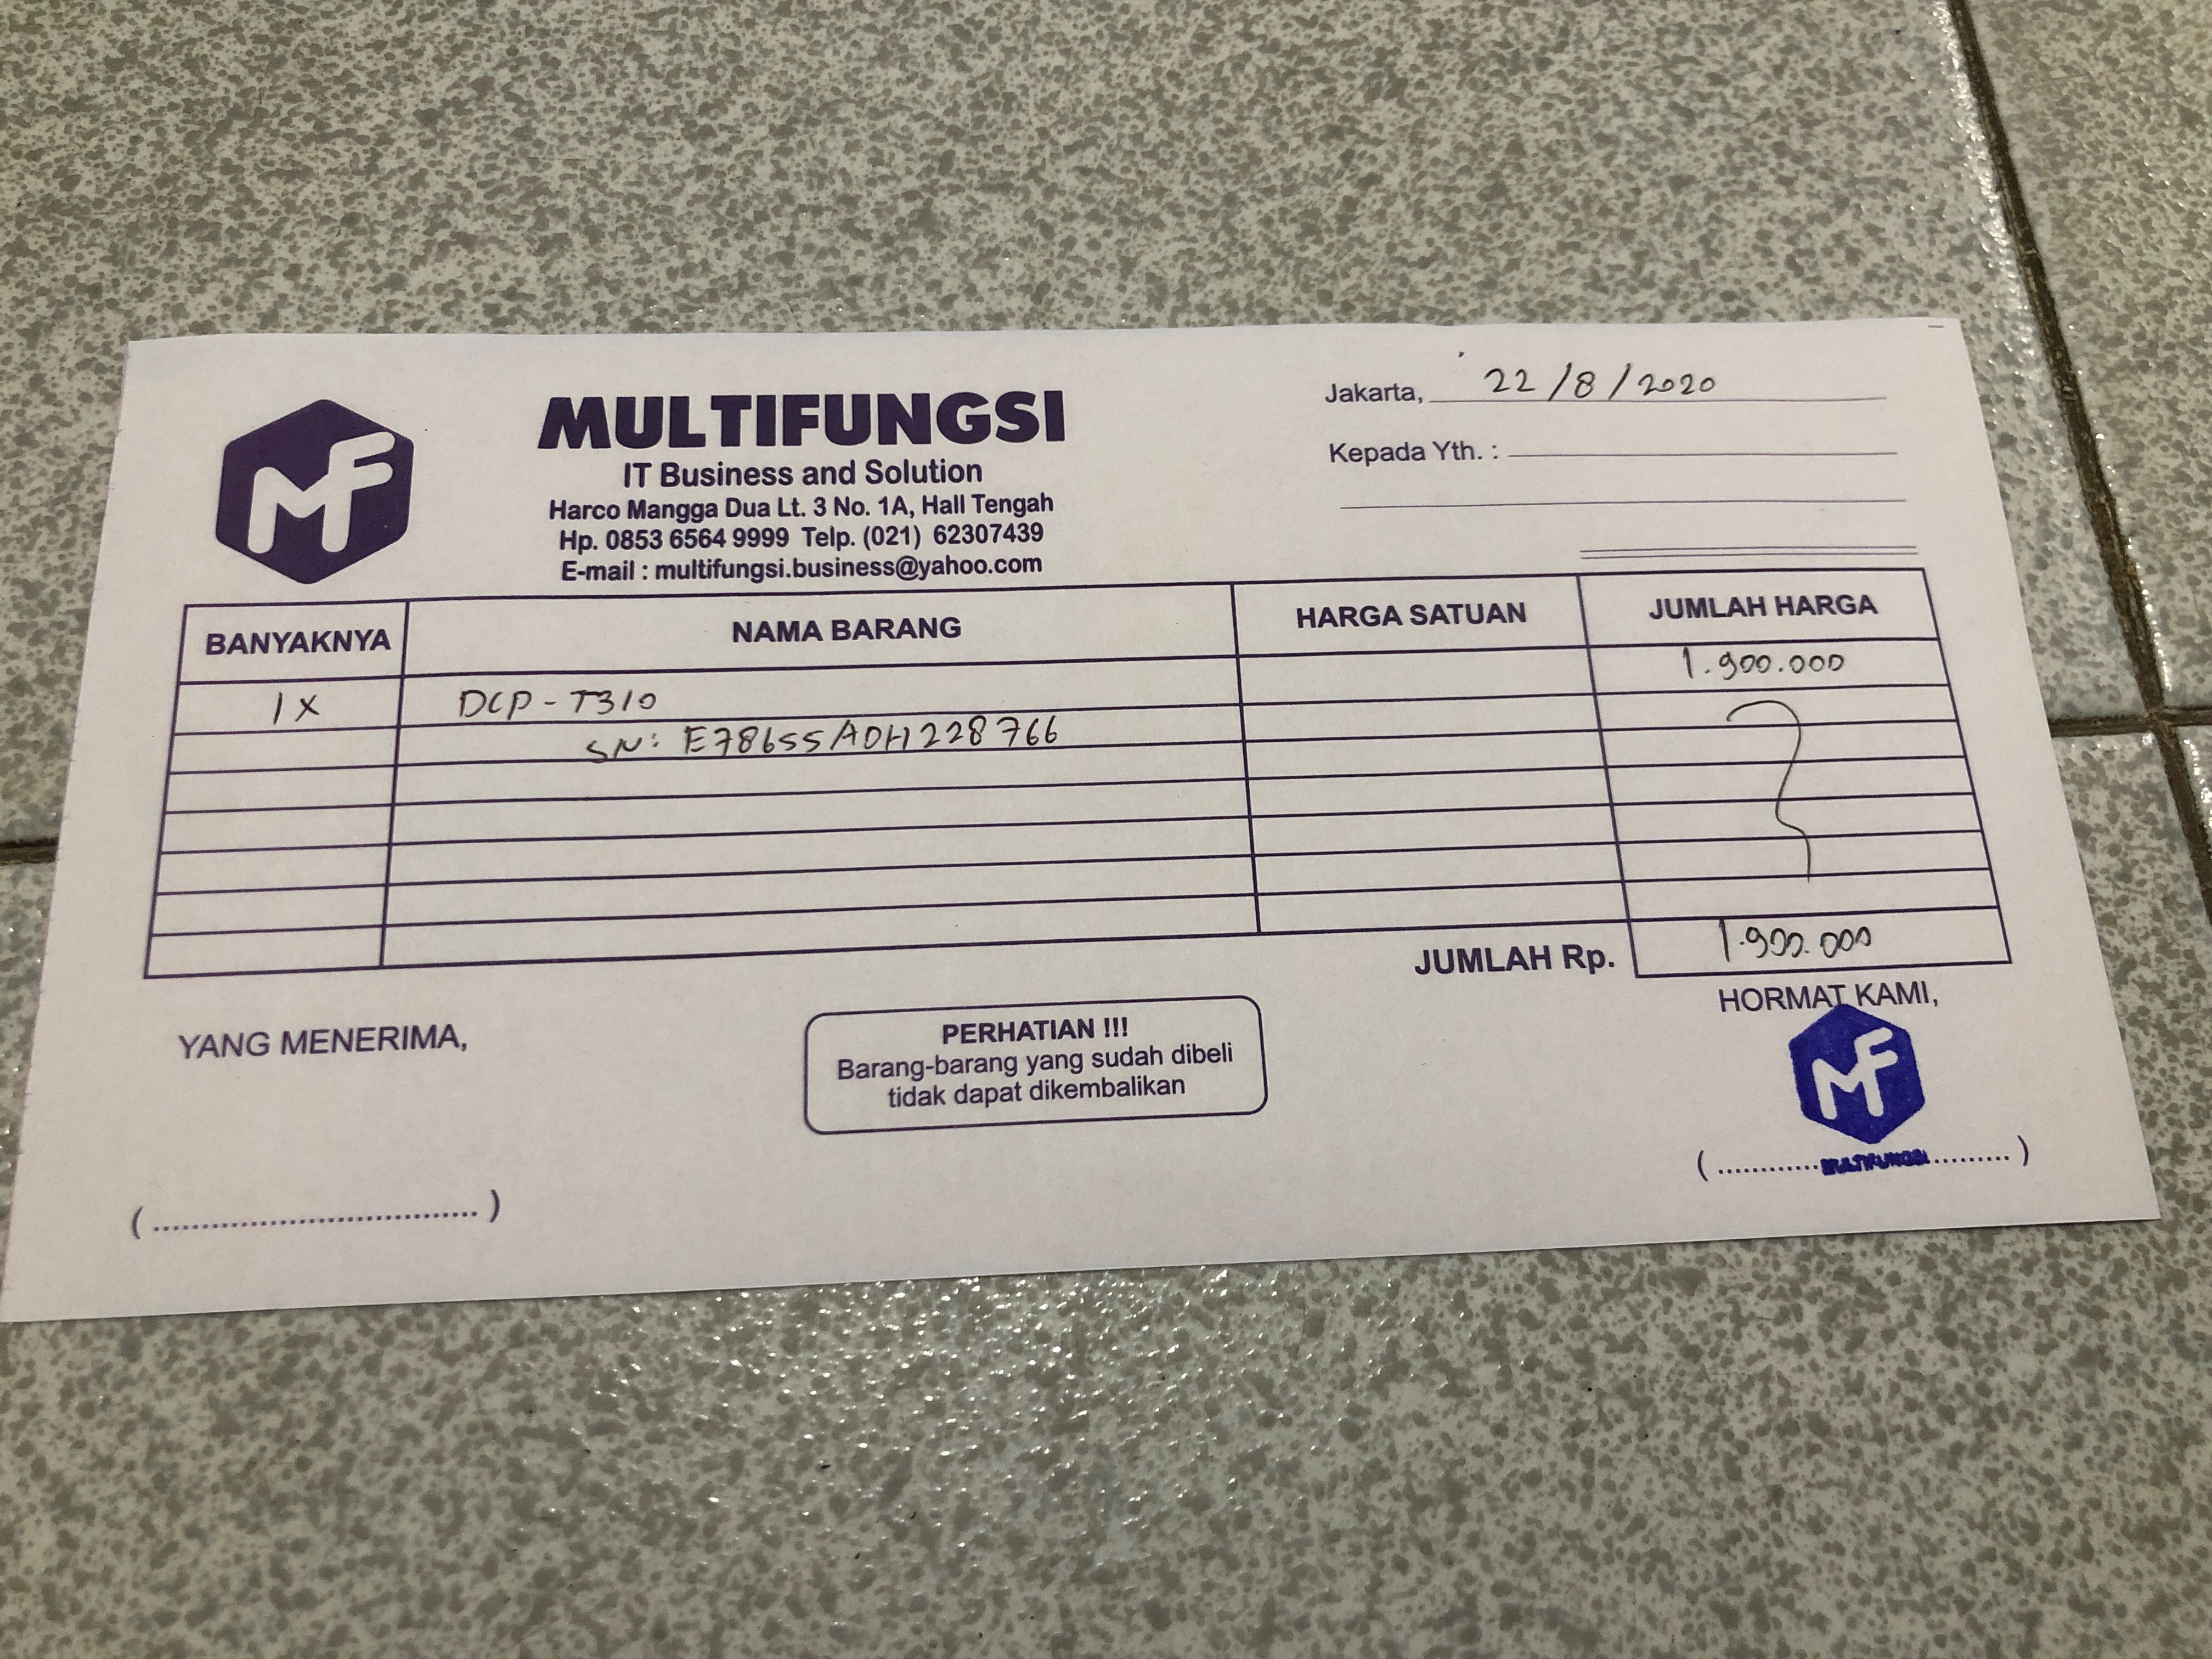 MF
MULTIFUNGSI
IT Business and Solution
Harco Mangga Dua Lt. 3 No. 1A, Hall Tengah
Hp. 0853 6564 9999 Telp. (021) 62307439
E-mail : multifungsi.business@yahoo.com
Jakarta, 22/8/2020
Kepada Yth. :
BANYAKNYA NAMA BARANG HARGA SATUAN JUMLAH HARGA
1X DCP-T310 1.900.000
SN: E78655A0H228766
JUMLAH Rp. 1.900.000
YANG MENERIMA,
PERHATIAN !!!
Barang-barang yang sudah dibeli
tidak dapat dikembalikan
HORMAT KAMI,
MF
(....................................)
(............MULTIFUNGSI..........)